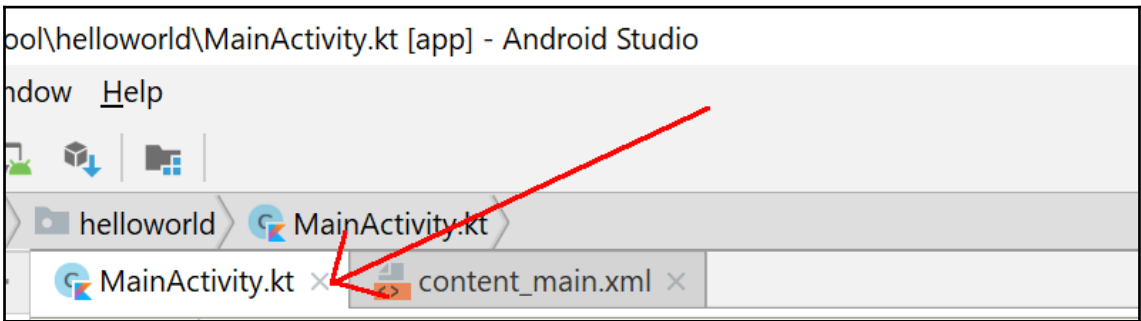 ool\helloworld\MainActivity.kt [app] - Android Studio
ndow Help
helloworld MainActivity.kt
MainActivity.kt content_main.xml